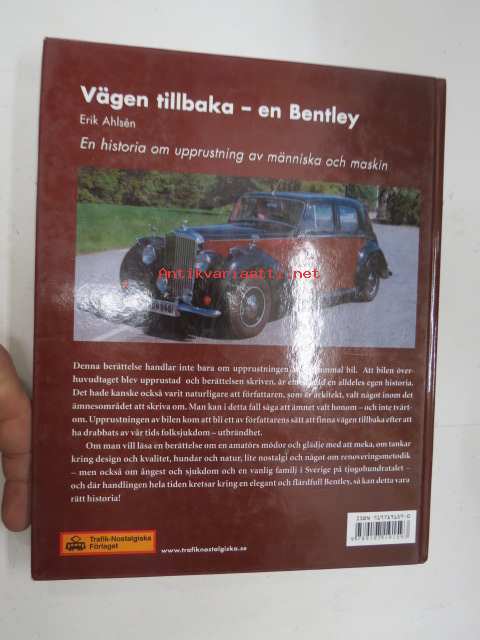 Vägen tillbaka – en Bentley
Erik Ahlsén
En historia om upprustning av människa och maskin
Antikvariaatti.net
Denna berättelse handlar inte bara om upprustningen gammal bil. Att bilen över-
huvudtaget blev upprustad och berättelsen skriven, är en alldeles egen historia.
Det hade kanske också varit naturligare att författaren, som är arkitekt, valt något inom det
ämnesområdet att skriva om. Man kan i detta fall säga att ämnet valt honom – och inte tvärt-
om. Upprustningen av bilen kom att bli ett av författarens sätt att finna vägen tillbaka efter att
ha drabbats av vår tids folksjukdom – utbrändhet.
Om man vill läsa en berättelse om en amatörs mödor och glädje med att meka, om tankar
kring design och kvalitet, hundar och natur, lite nostalgi och något om renoveringsmetodik
– men också om ångest och sjukdom och en vanlig familj i Sverige på tjugohundratalet –
och där handlingen hela tiden kretsar kring en elegant och flärdfull Bentley, så kan detta vara
rätt historia!
Trafik-Nostalgiska
Förlaget
www.trafiknostalgiska.se